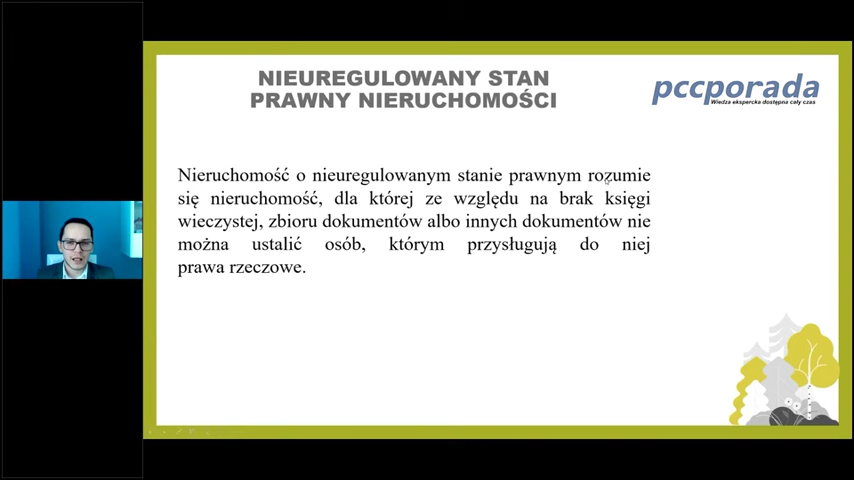 NIEUREGULOWANY STAN
PRAWNY NIERUCHOMOŚCI
pccporada
Wiedza ekspercka dostępna cały czas
Nieruchomość o nieuregulowanym stanie prawnym rozumie
się nieruchomość, dla której ze względu na brak księgi
wieczystej, zbioru dokumentów albo innych dokumentów nie
można ustalić osób, którym przysługują do niej
prawa rzeczowe.